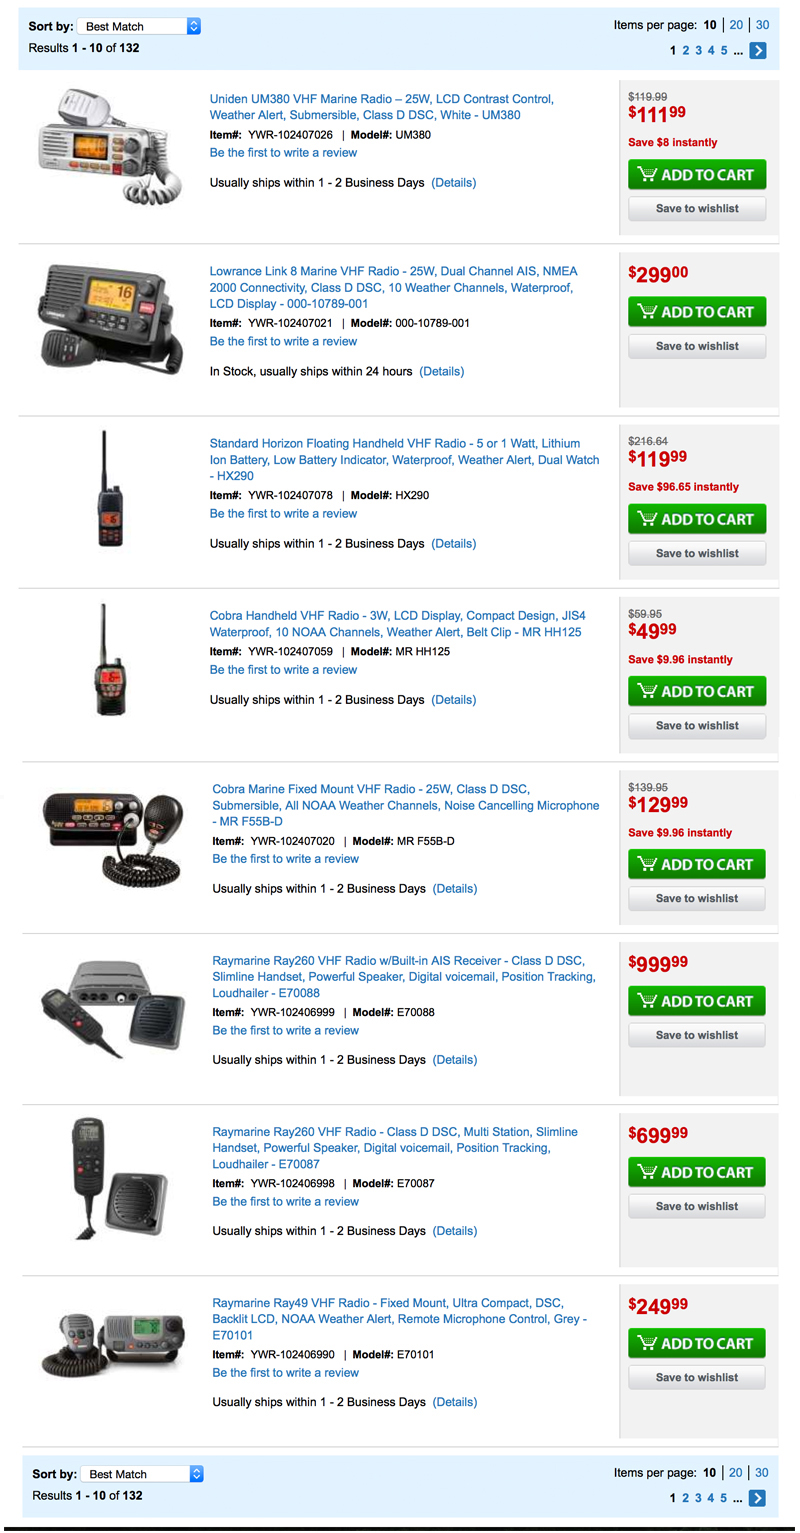 Sort by: Best Match
Items per page: 10 | 20 | 30
Results 1 - 10 of 132
1 2 3 4 5 ...
Uniden UM380 VHF Marine Radio – 25W, LCD Contrast Control,
Weather Alert, Submersible, Class D DSC, White - UM380
Item#: YWR-102407026 | Model#: UM380
Be the first to write a review
Usually ships within 1 - 2 Business Days (Details)
$119.99
$111.99
Save $8 instantly
ADD TO CART
Save to wishlist
Lowrance Link 8 Marine VHF Radio - 25W, Dual Channel AIS, NMEA
2000 Connectivity, Class D DSC, 10 Weather Channels, Waterproof,
LCD Display - 000-10789-001
Item#: YWR-102407021 | Model#: 000-10789-001
Be the first to write a review
In Stock, usually ships within 24 hours (Details)
16
$299.00
ADD TO CART
Save to wishlist
Standard Horizon Floating Handheld VHF Radio - 5 or 1 Watt, Lithium
Ion Battery, Low Battery Indicator, Waterproof, Weather Alert, Dual Watch
- HX290
Item#: YWR-102407078 | Model#: HX290
Be the first to write a review
Usually ships within 1 - 2 Business Days (Details)
$216.64
$119.99
Save $96.65 instantly
ADD TO CART
Save to wishlist
Cobra Handheld VHF Radio - 3W, LCD Display, Compact Design, JIS4
Waterproof, 10 NOAA Channels, Weather Alert, Belt Clip - MR HH125
Item#: YWR-102407059 | Model#: MR HH125
Be the first to write a review
Usually ships within 1 - 2 Business Days (Details)
$59.95
$49.99
Save $9.96 instantly
ADD TO CART
Save to wishlist
Cobra Marine Fixed Mount VHF Radio - 25W, Class D DSC,
Submersible, All NOAA Weather Channels, Noise Cancelling Microphone
- MR F55B-D
Item#: YWR-102407020 | Model#: MR F55B-D
Be the first to write a review
Usually ships within 1 - 2 Business Days (Details)
$139.95
$129.99
Save $9.96 instantly
ADD TO CART
Save to wishlist
Raymarine Ray260 VHF Radio w/Built-in AIS Receiver - Class D DSC,
Slimline Handset, Powerful Speaker, Digital voicemail, Position Tracking,
Loudhailer - E70088
Item#: YWR-102406999 | Model#: E70088
Be the first to write a review
Usually ships within 1 - 2 Business Days (Details)
$999.99
ADD TO CART
Save to wishlist
Raymarine Ray260 VHF Radio - Class D DSC, Multi Station, Slimline
Handset, Powerful Speaker, Digital voicemail, Position Tracking,
Loudhailer - E70087
Item#: YWR-102406998 | Model#: E70087
Be the first to write a review
Usually ships within 1 - 2 Business Days (Details)
$699.99
ADD TO CART
Save to wishlist
Raymarine Ray49 VHF Radio - Fixed Mount, Ultra Compact, DSC,
Backlit LCD, NOAA Weather Alert, Remote Microphone Control, Grey -
E70101
Item#: YWR-102406990 | Model#: E70101
Be the first to write a review
Usually ships within 1 - 2 Business Days (Details)
$249.99
ADD TO CART
Save to wishlist
Sort by: Best Match
Items per page: 10 | 20 | 30
Results 1 - 10 of 132
1 2 3 4 5 ...